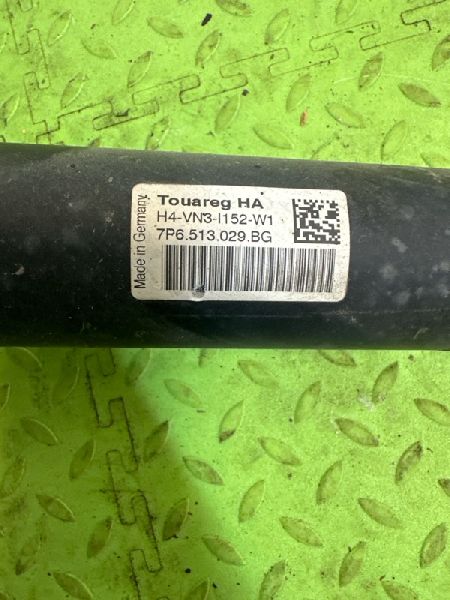 Made in Germany
Touareg HA
H4-VN3-I152-W1
7P6.513.029.BG